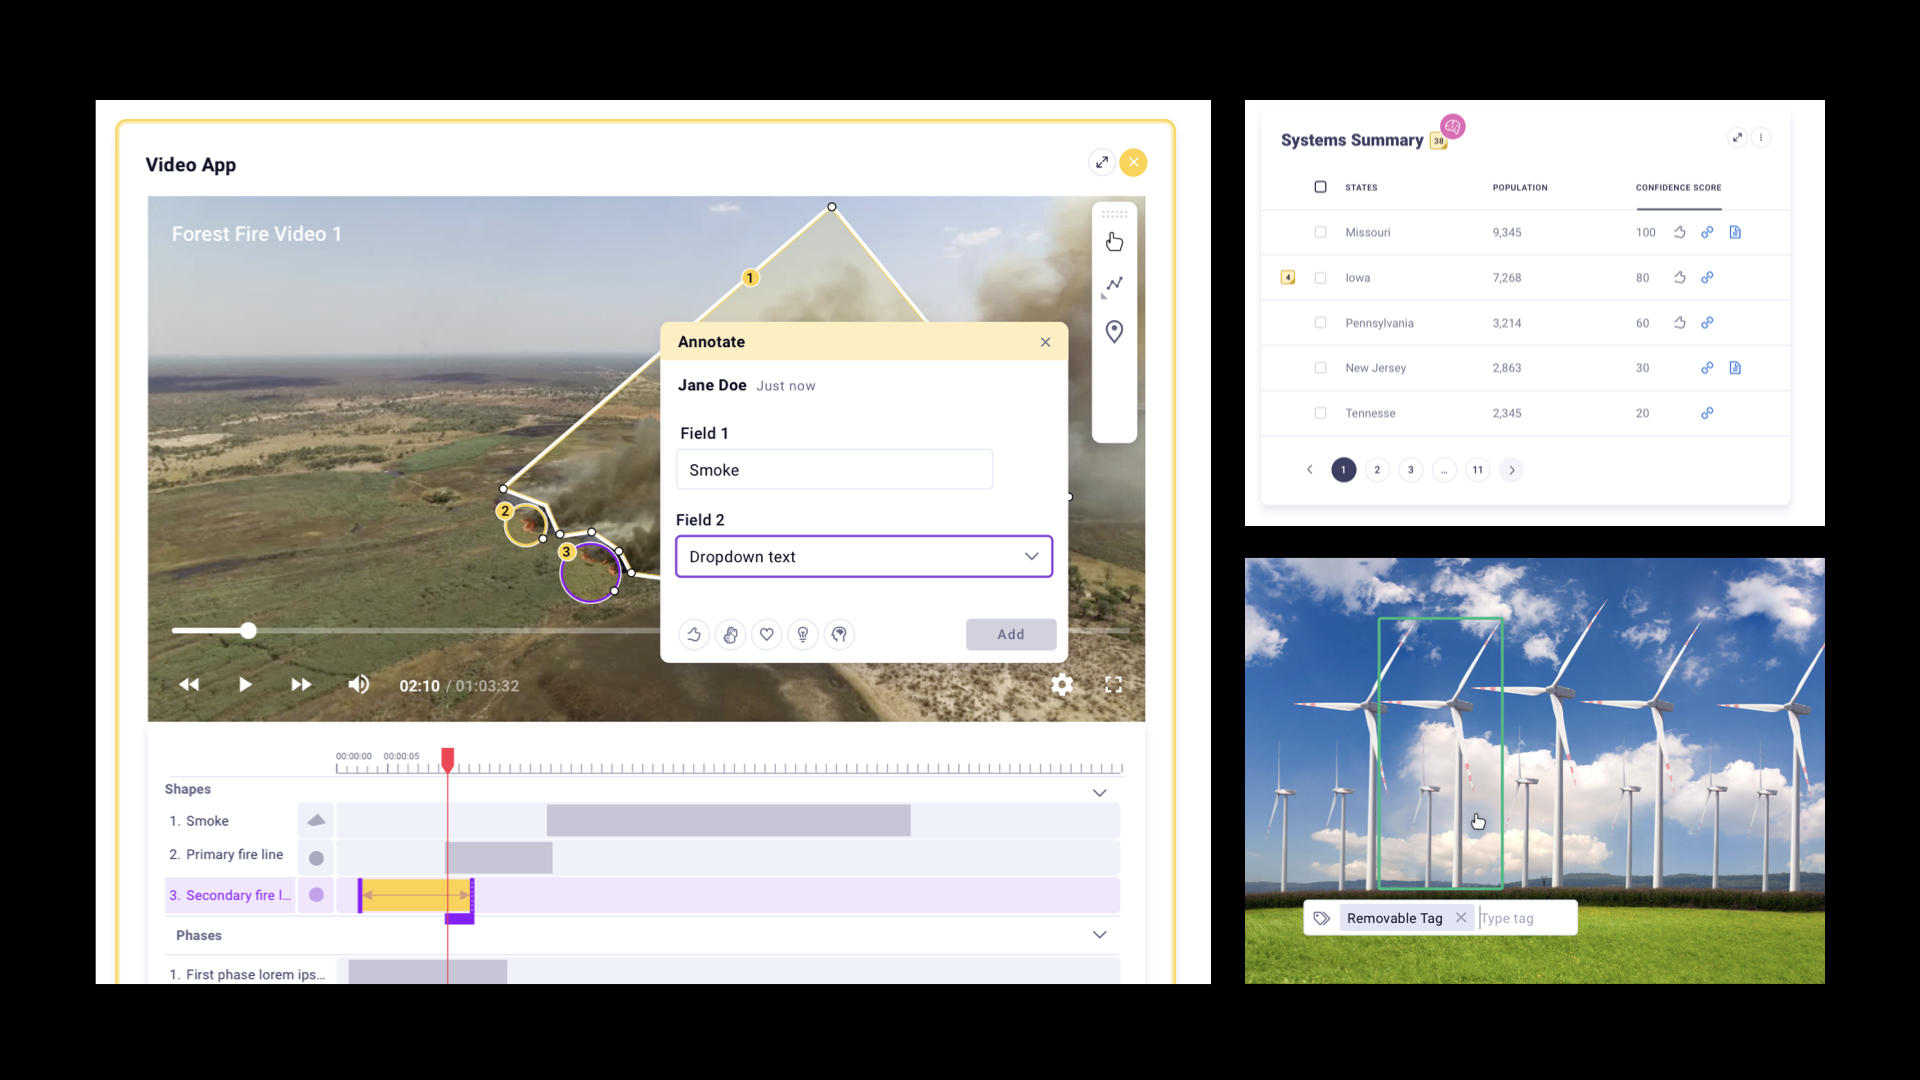 Video App
Forest Fire Video 1
1
Annotate
Jane Doe Just now
Field 1
Smoke
2
Field 2
3
Dropdown text
Add
02:10 / 01:03:32
00:00:00 00:00:05
Shapes
1. Smoke
2. Primary fire line
3. Secondary fire l...
Phases
1. First phase lorem ips...
Systems Summary 38
STATES POPULATION CONFIDENCE SCORE
Missouri 9,345 100
4 Iowa 7,268 80
Pennsylvania 3,214 60
New Jersey 2,863 30
Tennesse 2,345 20
1 2 3 ... 11
Removable Tag Type tag